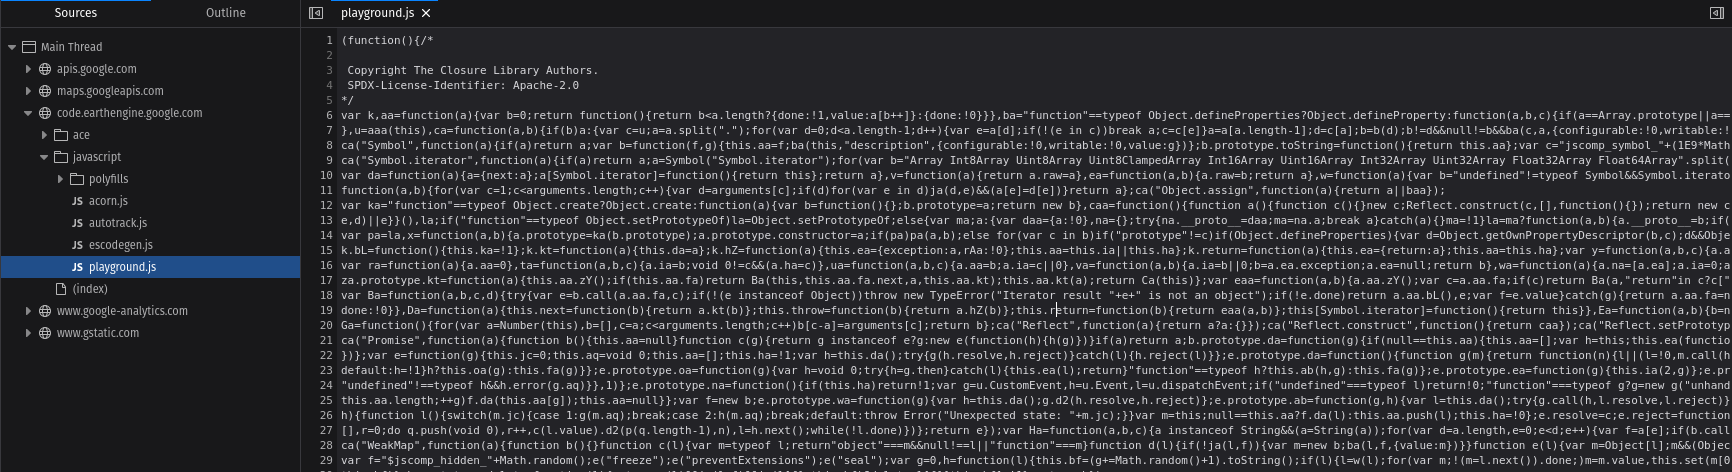 Sources
Outline
Main Thread
apis.google.com
maps.googleapis.com
code.earthengine.google.com
ace
javascript
polyfills
JS acorn.js
JS autotrack.js
JS escodegen.js
JS playground.js
(index)
www.google-analytics.com
www.gstatic.com
playground.js
1 (function(){/*
2
3 Copyright The Closure Library Authors.
4 SPDX-License-Identifier: Apache-2.0
5 */
6 var k,aa=function(a){var b=0;return function(){return b<a.length?{done:!1,value:a[b++]}:{done:!0}}},ba="function"==typeof Object.defineProperties?Object.defineProperty:function(a,b,c){if(a==Array.prototype||a==
7 },u=aaa(this),ca=function(a,b){if(b)a:{var c=u;a=a.split(".");for(var d=0;d<a.length-1;d++){var e=a[d];if(!(e in c))break a;c=c[e]}a=a[a.length-1];d=c[a];b=b(d);b!=d&&null!=b&&ba(c,a,{configurable:!0,writable:!
8 ca("Symbol",function(a){if(a)return a;var b=function(f,g){this.aa=f;ba(this,"description",{configurable:!0,writable:!0,value:g})};b.prototype.toString=function(){return this.aa};var c="jscomp_symbol_"+(1E9*Math
9 ca("Symbol.iterator",function(a){if(a)return a;a=Symbol("Symbol.iterator");for(var b="Array Int8Array Uint8Array Uint8ClampedArray Int16Array Uint16Array Int32Array Uint32Array Float32Array Float64Array".split(
10 var da=function(a){a={next:a};a[Symbol.iterator]=function(){return this};return a},v=function(a){return a.raw=a},ea=function(a,b){a.raw=b;return a},w=function(a){var b="undefined"!=typeof Symbol&&Symbol.iterato
11 function(a,b){for(var c=1;c<arguments.length;c++){var d=arguments[c];if(d)for(var e in d)ja(d,e)&&(a[e]=d[e])}return a};ca("Object.assign",function(a){return a||baa});
12 var ka="function"==typeof Object.create?Object.create:function(a){var b=function(){};b.prototype=a;return new b},caa=function(){function a(){function c(){}new c;Reflect.construct(c,[],function(){});return new c
13 e,d)||e}}(),la;if("function"==typeof Object.setPrototypeOf)la=Object.setPrototypeOf;else{var ma;a:{var daa={a:!0},na={};try{na.__proto__=daa;ma=na.a;break a}catch(a){}ma=!1}la=ma?function(a,b){a.__proto__=b;if(
14 var pa=la,x=function(a,b){a.prototype=ka(b.prototype);a.prototype.constructor=a;if(pa)pa(a,b);else for(var c in b)if("prototype"!=c)if(Object.defineProperties){var d=Object.getOwnPropertyDescriptor(b,c);d&&Obje
15 k.bL=function(){this.ka=!1};k.kt=function(a){this.da=a};k.hZ=function(a){this.ea={exception:a,rAa:!0};this.aa=this.ia||this.ha};k.return=function(a){this.ea={return:a};this.aa=this.ha};var y=function(a,b,c){a.a
16 var ra=function(a){a.aa=0},ta=function(a,b,c){a.ia=b;void 0!=c&&(a.ha=c)},ua=function(a,b,c){a.aa=b;a.ia=c||0},va=function(a,b){a.ia=b||0;b=a.ea.exception;a.ea=null;return b},wa=function(a){a.na=[a.ea];a.ia=0;a
17 za.prototype.kt=function(a){this.aa.zY();if(this.aa.fa)return Ba(this,this.aa.fa.next,a,this.aa.kt);this.aa.kt(a);return Ca(this)};var eaa=function(a,b){a.aa.zY();var c=a.aa.fa;if(c)return Ba(a,"return"in c?c["
18 var Ba=function(a,b,c,d){try{var e=b.call(a.aa.fa,c);if(!(e instanceof Object))throw new TypeError("Iterator result "+e+" is not an object");if(!e.done)return a.aa.bL(),e;var f=e.value}catch(g){return a.aa.fa=n
19 done:!0}},Da=function(a){this.next=function(b){return a.kt(b)};this.throw=function(b){return a.hZ(b)};this.return=function(b){return eaa(a,b)};this[Symbol.iterator]=function(){return this}},Ea=function(a,b){b=n
20 Ga=function(){for(var a=Number(this),b=[],c=a;c<arguments.length;c++)b[c-a]=arguments[c];return b};ca("Reflect",function(a){return a?a:{}});ca("Reflect.construct",function(){return caa});ca("Reflect.setPrototyp
21 ca("Promise",function(a){function b(){this.aa=null}function c(g){return g instanceof e?g:new e(function(h){h(g)})}if(a)return a;b.prototype.da=function(g){if(null==this.aa){this.aa=[];var h=this;this.ea(functio
22 })};var e=function(g){this.jc=0;this.aq=void 0;this.aa=[];this.ha=!1;var h=this.da();try{g(h.resolve,h.reject)}catch(l){h.reject(l)}};e.prototype.da=function(){function g(m){return function(n){l||(l=!0,m.call(h
23 default:h=!1}h?this.oa(g):this.fa(g)}};e.prototype.oa=function(g){var h=void 0;try{h=g.then}catch(l){this.ea(l);return}"function"==typeof h?this.ab(h,g):this.fa(g)};e.prototype.ea=function(g){this.ia(2,g)};e.pr
24 "undefined"!==typeof h&&h.error(g.aq)}},1)};e.prototype.na=function(){if(this.ha)return!1;var g=u.CustomEvent,h=u.Event,l=u.dispatchEvent;if("undefined"===typeof l)return!0;"function"===typeof g?g=new g("unhand
25 this.aa.length;++g)f.da(this.aa[g]);this.aa=null}};var f=new b;e.prototype.wa=function(g){var h=this.da();g.d2(h.resolve,h.reject)};e.prototype.ab=function(g,h){var l=this.da();try{g.call(h,l.resolve,l.reject)}
26 h){function l(){switch(m.jc){case 1:g(m.aq);break;case 2:h(m.aq);break;default:throw Error("Unexpected state: "+m.jc);}}var m=this;null==this.aa?f.da(l):this.aa.push(l);this.ha=!0};e.resolve=c;e.reject=function
27 [],r=0;do q.push(void 0),r++,c(l.value).d2(p(q.length-1),n),l=h.next();while(!l.done)})};return e});var Ha=function(a,b,c){a instanceof String&&(a=String(a));for(var d=a.length,e=0;e<d;e++){var f=a[e];if(b.call
28 ca("WeakMap",function(a){function b(){}function c(l){var m=typeof l;return"object"===m&&null!==l||"function"===m}function d(l){if(!ja(l,f)){var m=new b;ba(l,f,{value:m})}}function e(l){var m=Object[l];m&&(Objec
29 var f="$jscomp_hidden_"+Math.random();e("freeze");e("preventExtensions");e("seal");var g=0,h=function(l){this.bf=(g+=Math.random()+1).toString();if(l){l=w(l);for(var m;!(m=l.next()).done;)m=m.value,this.set(m[0